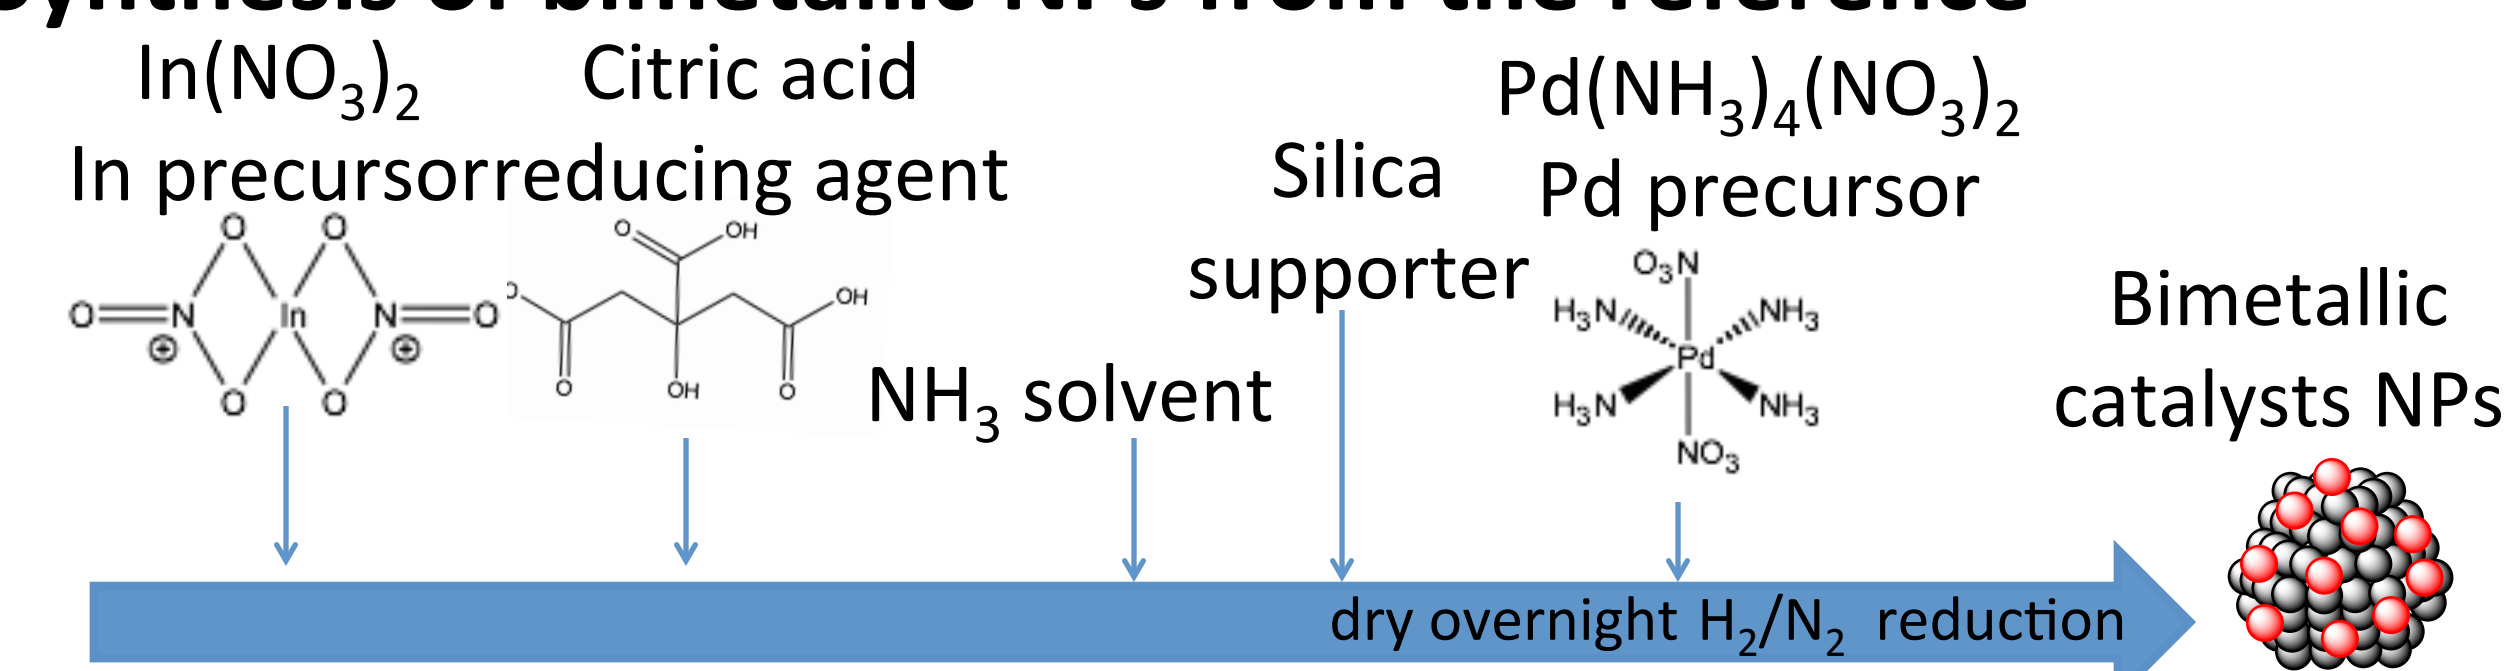 In(NO₃)₂
In precursor
Citric acid
reducing agent
NH₃ solvent
Silica
supporter
Pd(NH₃)₄(NO₃)₂
Pd precursor
Bimetallic
catalysts NPs
O O
O N In N O
⊕ ⊕
O O
O OH
O OH
O OH O
O₃N
H₃N NH₃
Pd
H₃N NH₃
NO₃
dry overnight H₂/N₂ reduction